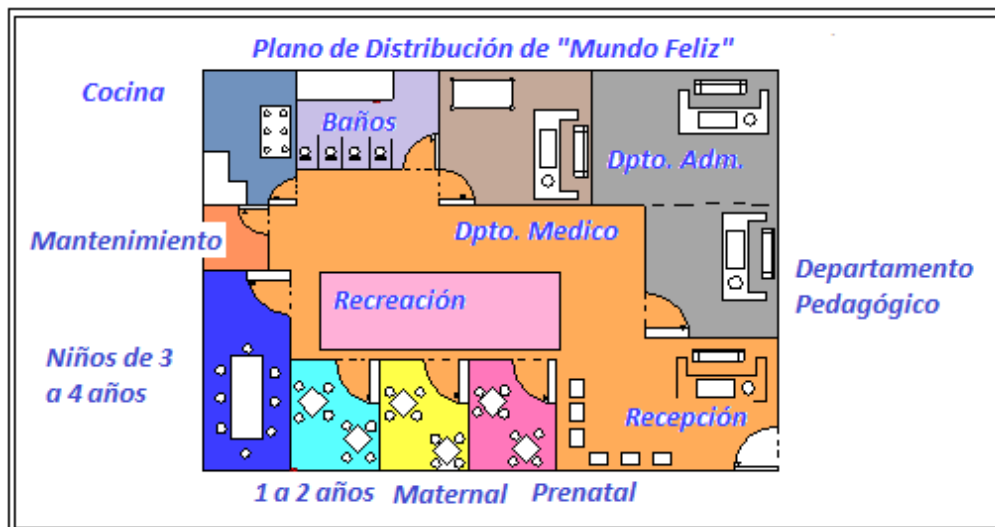 Plano de Distribución de "Mundo Feliz"
Cocina
Baños
Dpto. Adm.
Mantenimiento
Dpto. Medico
Departamento
Pedagógico
Recreación
Niños de 3
a 4 años
Recepción
1 a 2 años
Maternal
Prenatal